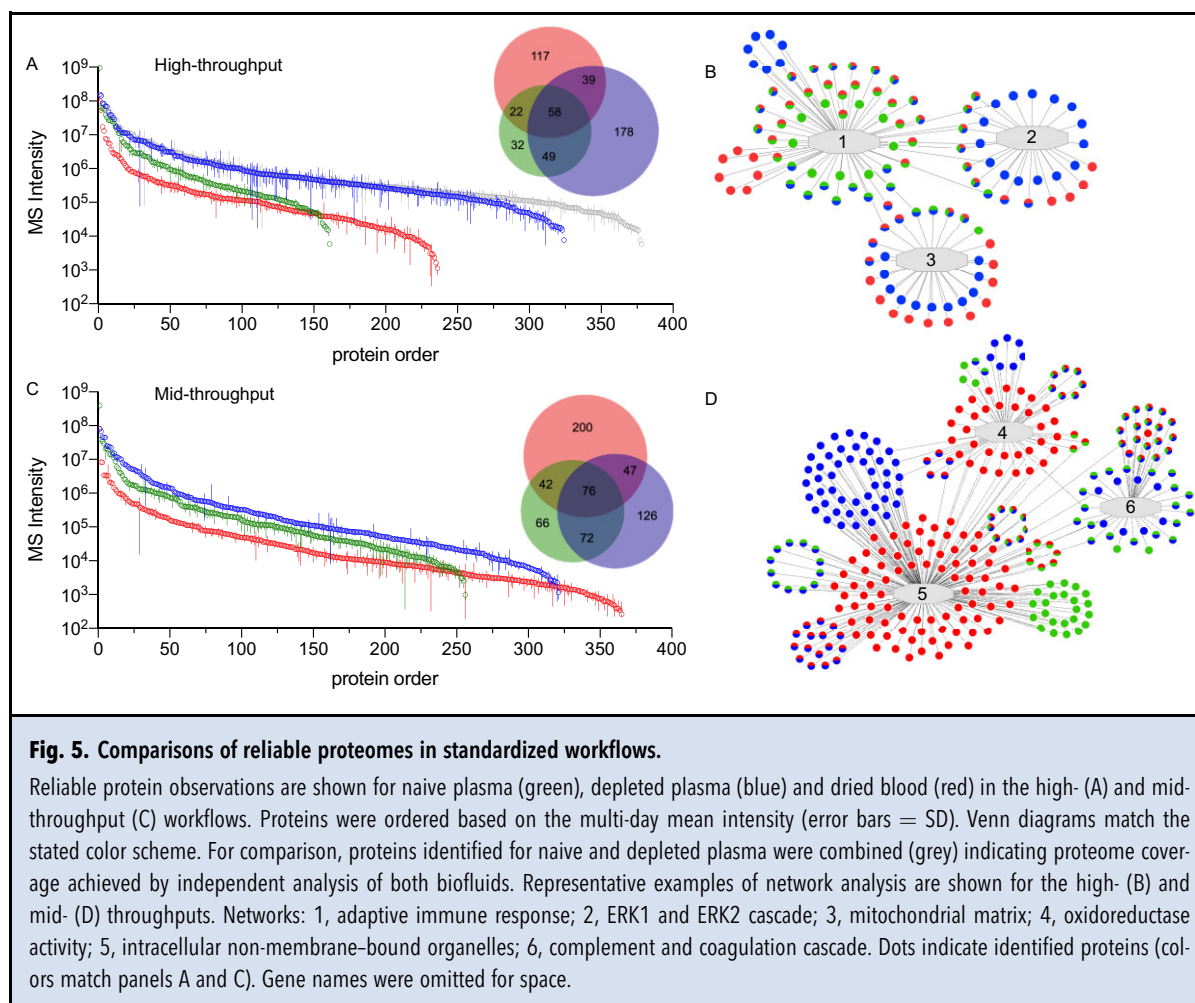 A
High-throughput
MS Intensity
10⁹
10⁸
10⁷
10⁶
10⁵
10⁴
10³
10²
0 50 100 150 200 250 300 350 400
protein order
117
39
22
58
178
32
49
B
1
2
3
C
Mid-throughput
MS Intensity
10⁹
10⁸
10⁷
10⁶
10⁵
10⁴
10³
10²
0 50 100 150 200 250 300 350 400
protein order
200
47
42
76
126
66
72
D
4
5
6
Fig. 5. Comparisons of reliable proteomes in standardized workflows.
Reliable protein observations are shown for naive plasma (green), depleted plasma (blue) and dried blood (red) in the high- (A) and mid-
throughput (C) workflows. Proteins were ordered based on the multi-day mean intensity (error bars = SD). Venn diagrams match the
stated color scheme. For comparison, proteins identified for naive and depleted plasma were combined (grey) indicating proteome cover-
age achieved by independent analysis of both biofluids. Representative examples of network analysis are shown for the high- (B) and
mid- (D) throughputs. Networks: 1, adaptive immune response; 2, ERK1 and ERK2 cascade; 3, mitochondrial matrix; 4, oxidoreductase
activity; 5, intracellular non-membrane–bound organelles; 6, complement and coagulation cascade. Dots indicate identified proteins (col-
ors match panels A and C). Gene names were omitted for space.